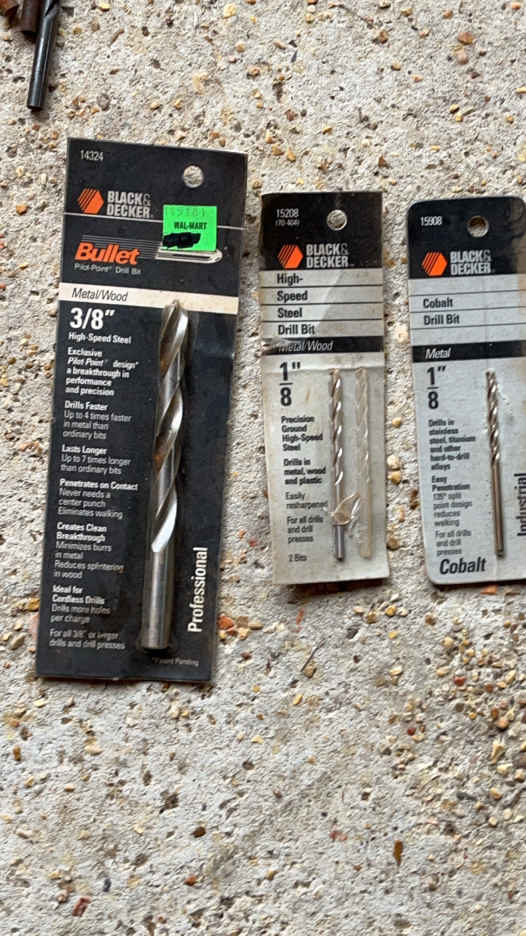 14324
BLACK&
DECKER™
WAL-MART
Bullet™
Pilot-Point® Drill Bit
Metal/Wood
3/8"
High-Speed Steel
Exclusive
Pilot Point® design*
a breakthrough in
performance
and precision
Drills Faster
Up to 4 times faster
in metal than
ordinary bits
Lasts Longer
Up to 7 times longer
than ordinary bits
Penetrates on Contact
Never needs a
center punch
Eliminates walking
Creates Clean
Breakthrough
Minimizes burrs
in metal
Reduces splintering
in wood
Ideal for
Cordless Drills
Drills more holes
per charge
For all 3/8" or larger
drills and drill presses
Professional
Patent Pending
15208
(70-404)
BLACK&
DECKER™
High-
Speed
Steel
Drill Bit
Metal/Wood
1"
8
Precision
Ground
High-Speed
Steel
Drills in
metal, wood
and plastic
Easily
resharpened
For all drills
and drill
presses
2 Bits
15908
BLACK&
DECKER™
Cobalt
Drill Bit
Metal
1"
8
Drills in
stainless
steel, titanium
and other
hard-to-drill
alloys
Easy
Penetration
135° split
point design
reduces
walking
For all drills
and drill
presses
Cobalt
Industrial